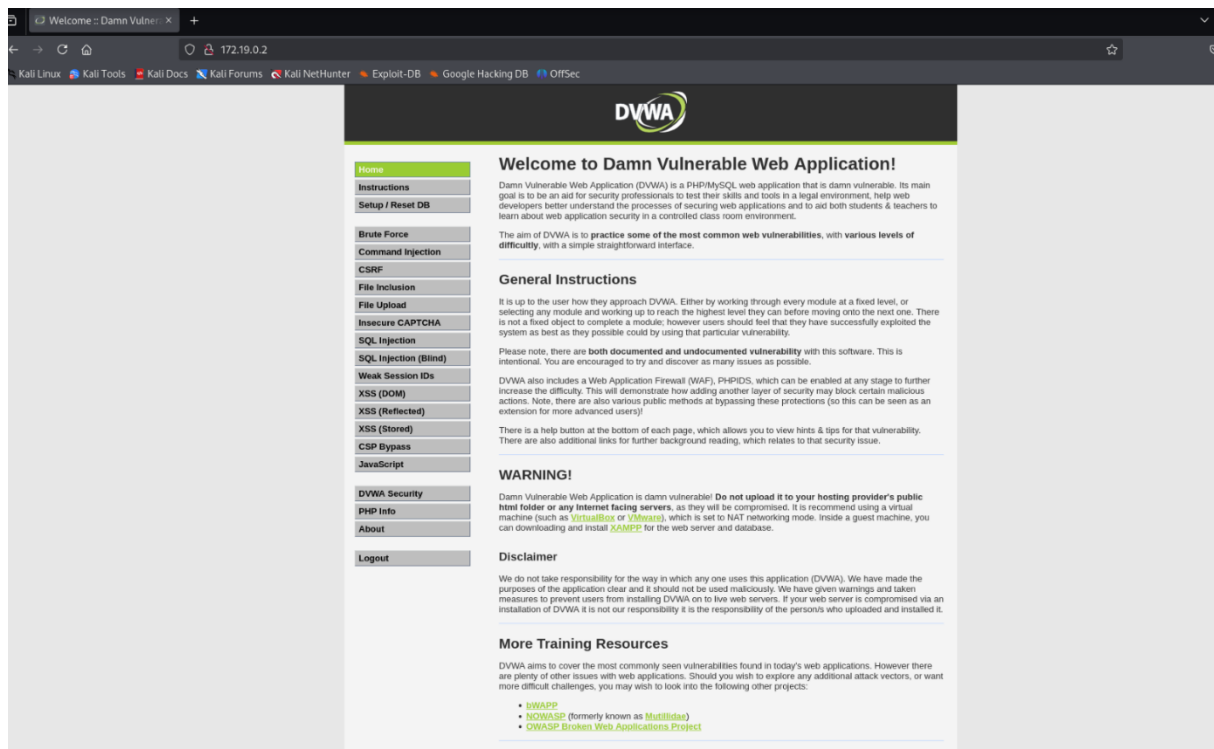 Welcome :: Damn Vulner
172.19.0.2
Kali Linux Kali Tools Kali Docs Kali Forums Kali NetHunter Exploit-DB Google Hacking DB OffSec
DVWA
Home
Instructions
Setup / Reset DB
Brute Force
Command Injection
CSRF
File Inclusion
File Upload
Insecure CAPTCHA
SQL Injection
SQL Injection (Blind)
Weak Session IDs
XSS (DOM)
XSS (Reflected)
XSS (Stored)
CSP Bypass
JavaScript
DVWA Security
PHP Info
About
Logout
Welcome to Damn Vulnerable Web Application!
Damn Vulnerable Web Application (DVWA) is a PHP/MySQL web application that is damn vulnerable. Its main
goal is to be an aid for security professionals to test their skills and tools in a legal environment, help web
developers better understand the processes of securing web applications and to aid both students & teachers to
learn about web application security in a controlled class room environment.
The aim of DVWA is to practice some of the most common web vulnerabilities, with various levels of
difficultly, with a simple straightforward interface.
General Instructions
It is up to the user how they approach DVWA. Either by working through every module at a fixed level, or
selecting any module and working up to reach the highest level they can before moving onto the next one. There
is not a fixed object to complete a module; however users should feel that they have successfully exploited the
system as best as they possible could by using that particular vulnerability.
Please note, there are both documented and undocumented vulnerability with this software. This is
intentional. You are encouraged to try and discover as many issues as possible.
DVWA also includes a Web Application Firewall (WAF), PHPIDS, which can be enabled at any stage to further
increase the difficulty. This will demonstrate how adding another layer of security may block certain malicious
actions. Note, there are also various public methods at bypassing these protections (so this can be seen as an
extension for more advanced users)!
There is a help button at the bottom of each page, which allows you to view hints & tips for that vulnerability.
There are also additional links for further background reading, which relates to that security issue.
WARNING!
Damn Vulnerable Web Application is damn vulnerable! Do not upload it to your hosting provider's public
html folder or any Internet facing servers, as they will be compromised. It is recommend using a virtual
machine (such as VirtualBox or VMware), which is set to NAT networking mode. Inside a guest machine, you
can downloading and install XAMPP for the web server and database.
Disclaimer
We do not take responsibility for the way in which any one uses this application (DVWA). We have made the
purposes of the application clear and it should not be used maliciously. We have given warnings and taken
measures to prevent users from installing DVWA on to live web servers. If your web server is compromised via an
installation of DVWA it is not our responsibility it is the responsibility of the person/s who uploaded and installed it.
More Training Resources
DVWA aims to cover the most commonly seen vulnerabilities found in today's web applications. However there
are plenty of other issues with web applications. Should you wish to explore any additional attack vectors, or want
more difficult challenges, you may wish to look into the following other projects:
bWAPP
NOWASP (formerly known as Mutillidae)
OWASP Broken Web Applications Project